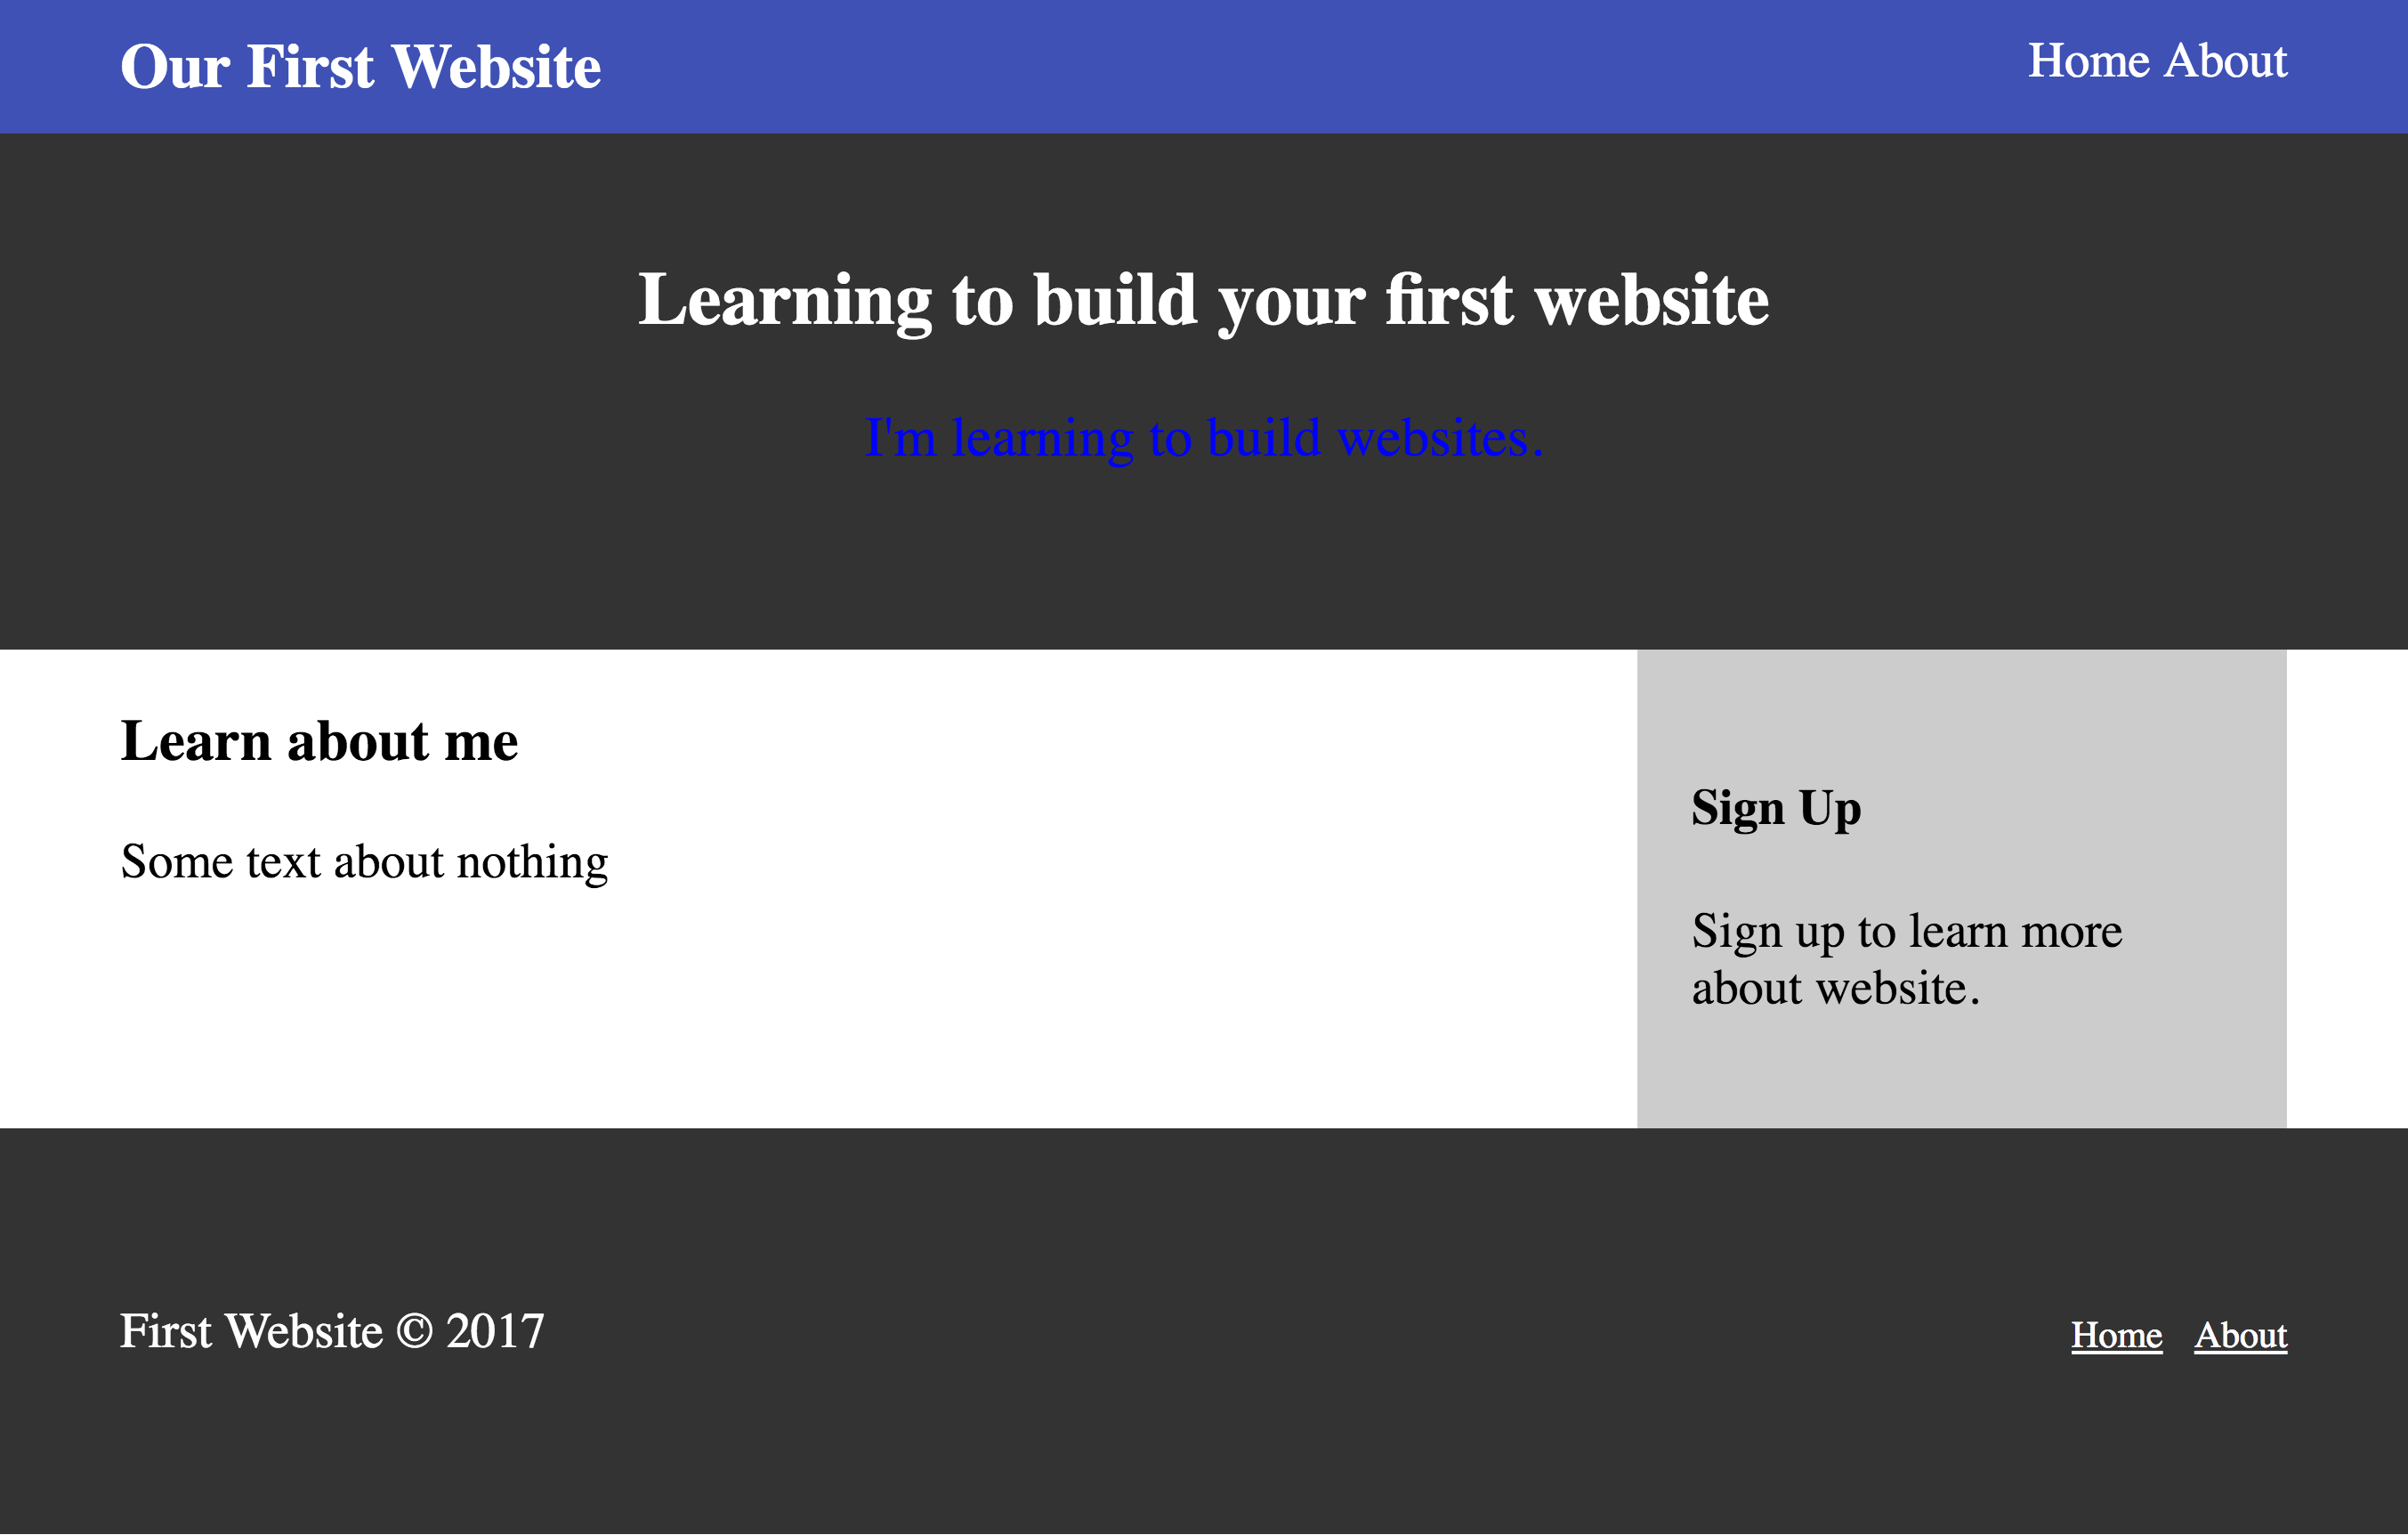 Our First Website
Home About
Learning to build your first website
I'm learning to build websites.
Learn about me
Some text about nothing
Sign Up
Sign up to learn more
about website.
First Website © 2017
Home About